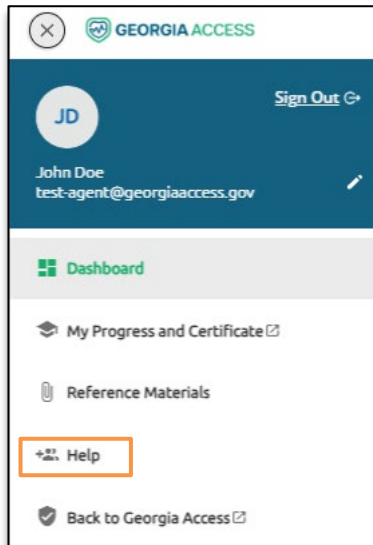 GEORGIA ACCESS
Sign Out
JD
John Doe
test-agent@georgiaaccess.gov
Dashboard
My Progress and Certificate
Reference Materials
Help
Back to Georgia Access